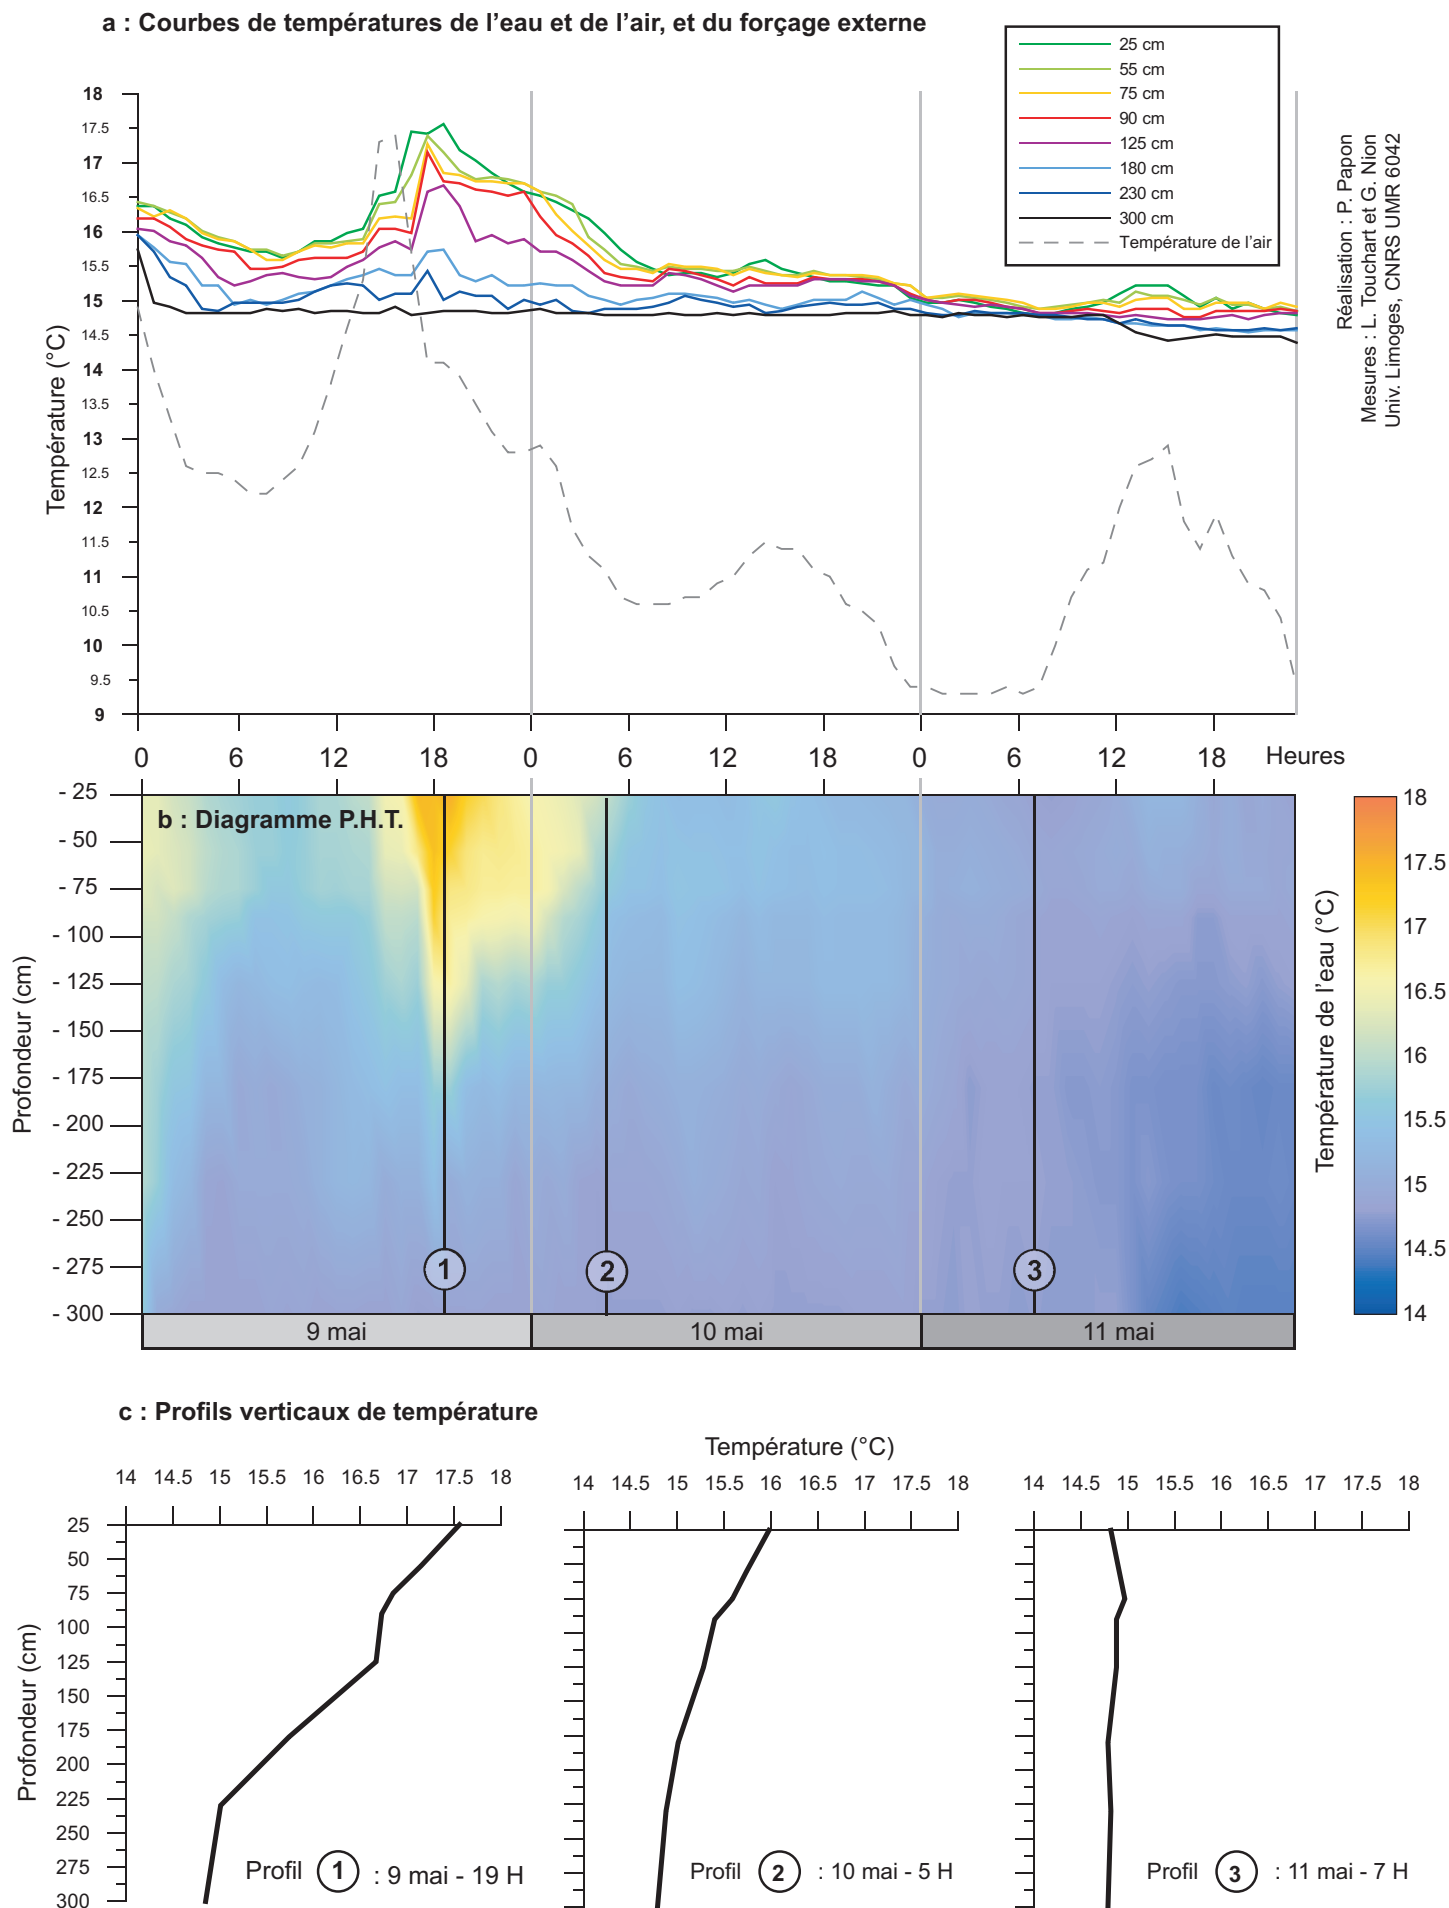 a : Courbes de températures de l'eau et de l'air, et du forçage externe
25 cm
55 cm
75 cm
90 cm
125 cm
180 cm
230 cm
300 cm
Température de l'air
Réalisation : P. Papon
Mesures : L. Touchart et G. Nion
Univ. Limoges, CNRS UMR 6042
Température (°C)
18
17.5
17
16.5
16
15.5
15
14.5
14
13.5
13
12.5
12
11.5
11
10.5
10
9.5
9
0 6 12 18 0 6 12 18 0 6 12 18 Heures
b : Diagramme P.H.T.
Profondeur (cm)
- 25
- 50
- 75
- 100
- 125
- 150
- 175
- 200
- 225
- 250
- 275
- 300
1 2 3
9 mai 10 mai 11 mai
Température de l'eau (°C)
18
17.5
17
16.5
16
15.5
15
14.5
14
c : Profils verticaux de température
Température (°C)
14 14.5 15 15.5 16 16.5 17 17.5 18
14 14.5 15 15.5 16 16.5 17 17.5 18
14 14.5 15 15.5 16 16.5 17 17.5 18
Profondeur (cm)
25
50
75
100
125
150
175
200
225
250
275
300
Profil 1 : 9 mai - 19 H
Profil 2 : 10 mai - 5 H
Profil 3 : 11 mai - 7 H